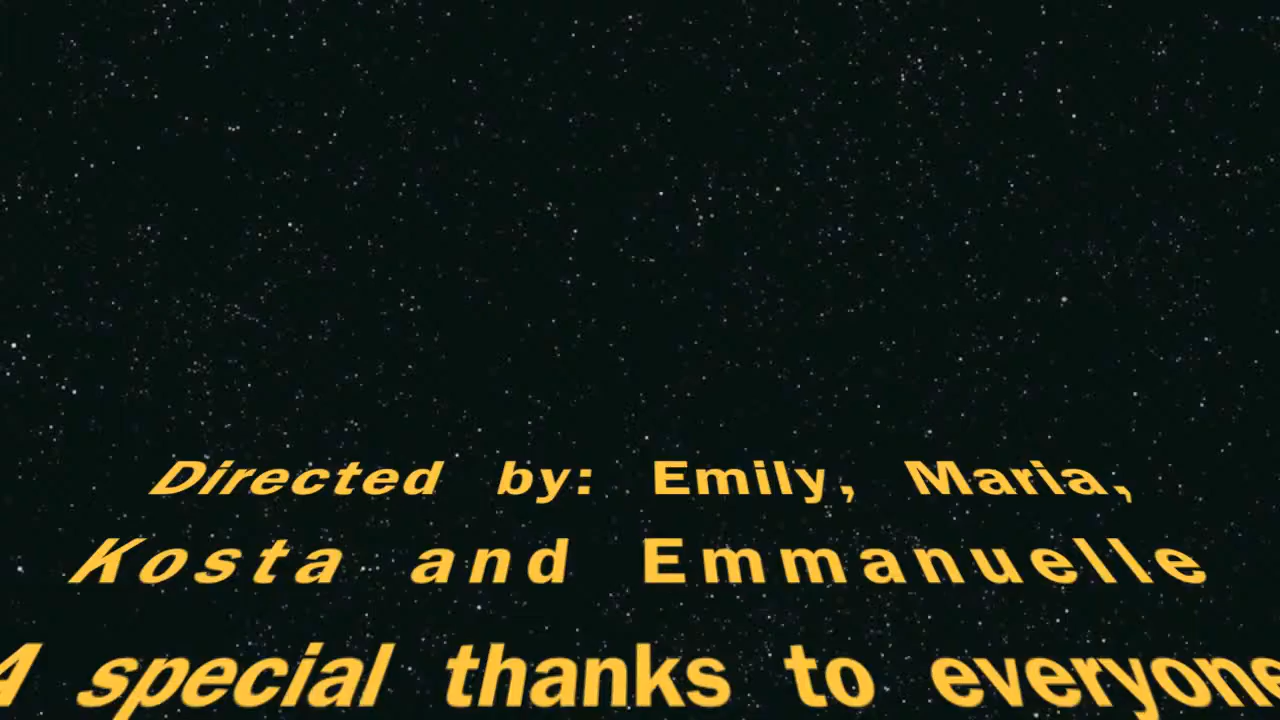 Directed by: Emily, Maria,
Kosta and Emmanuelle
A special thanks to everyone